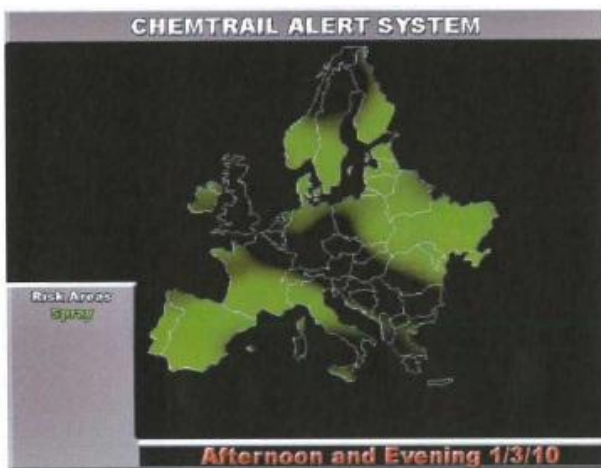 CHEMTRAIL ALERT SYSTEM
Risk Areas
Spray
Afternoon and Evening 1/3/10